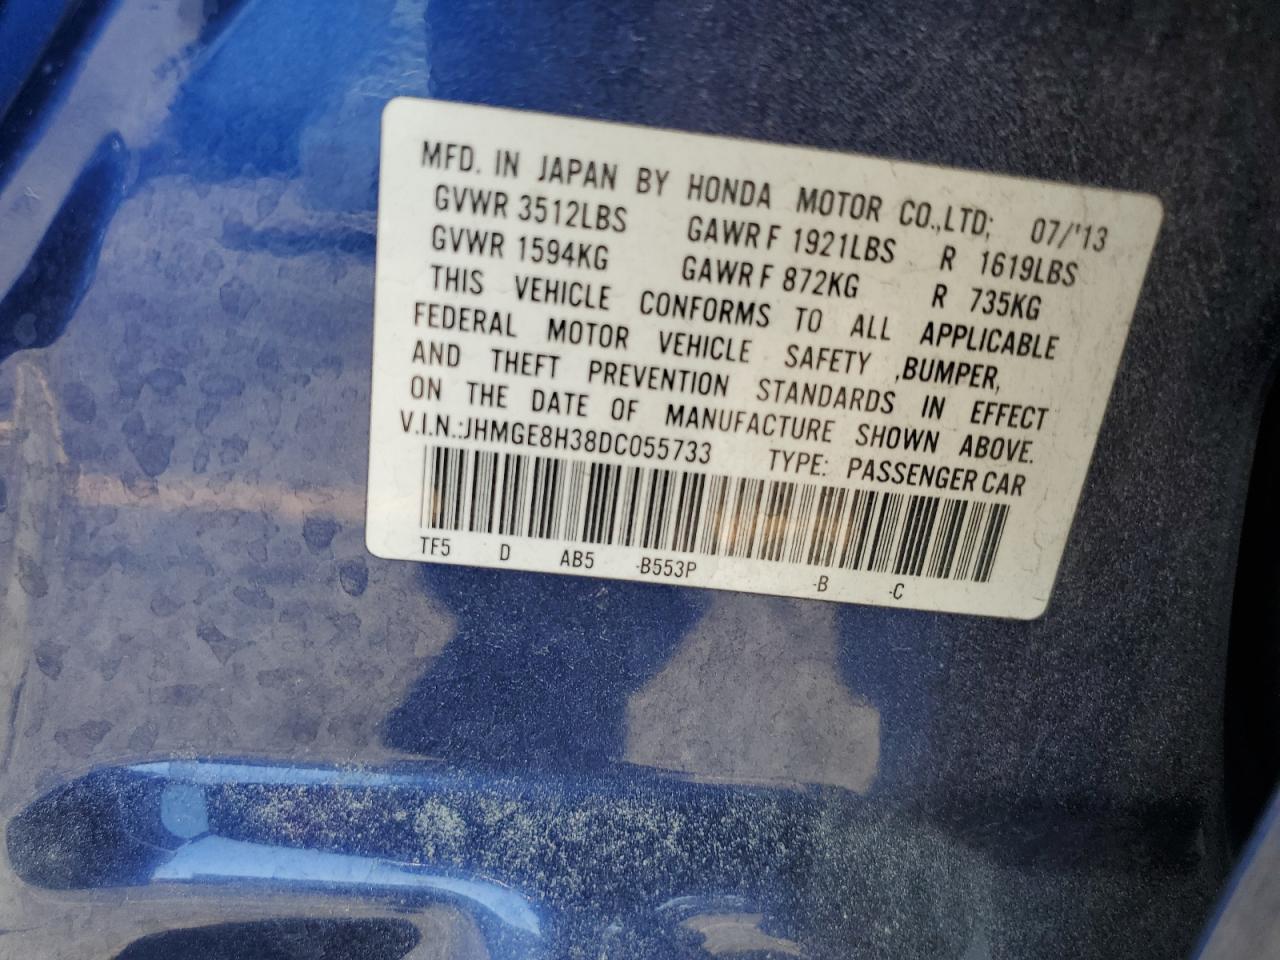 MFD. IN JAPAN BY HONDA MOTOR CO.,LTD; 07/'13
GVWR 3512LBS GAWR F 1921LBS R 1619LBS
GVWR 1594KG GAWR F 872KG R 735KG
THIS VEHICLE CONFORMS TO ALL APPLICABLE
FEDERAL MOTOR VEHICLE SAFETY ,BUMPER,
AND THEFT PREVENTION STANDARDS IN EFFECT
ON THE DATE OF MANUFACTURE SHOWN ABOVE.
V.I.N.:JHMGE8H38DC055733 TYPE: PASSENGER CAR
TF5 D AB5 -B553P -B -C